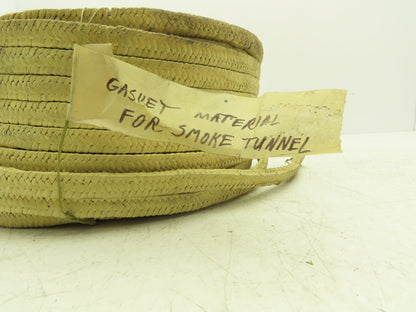 GASKET MATERIAL
FOR SMOKE TUNNEL